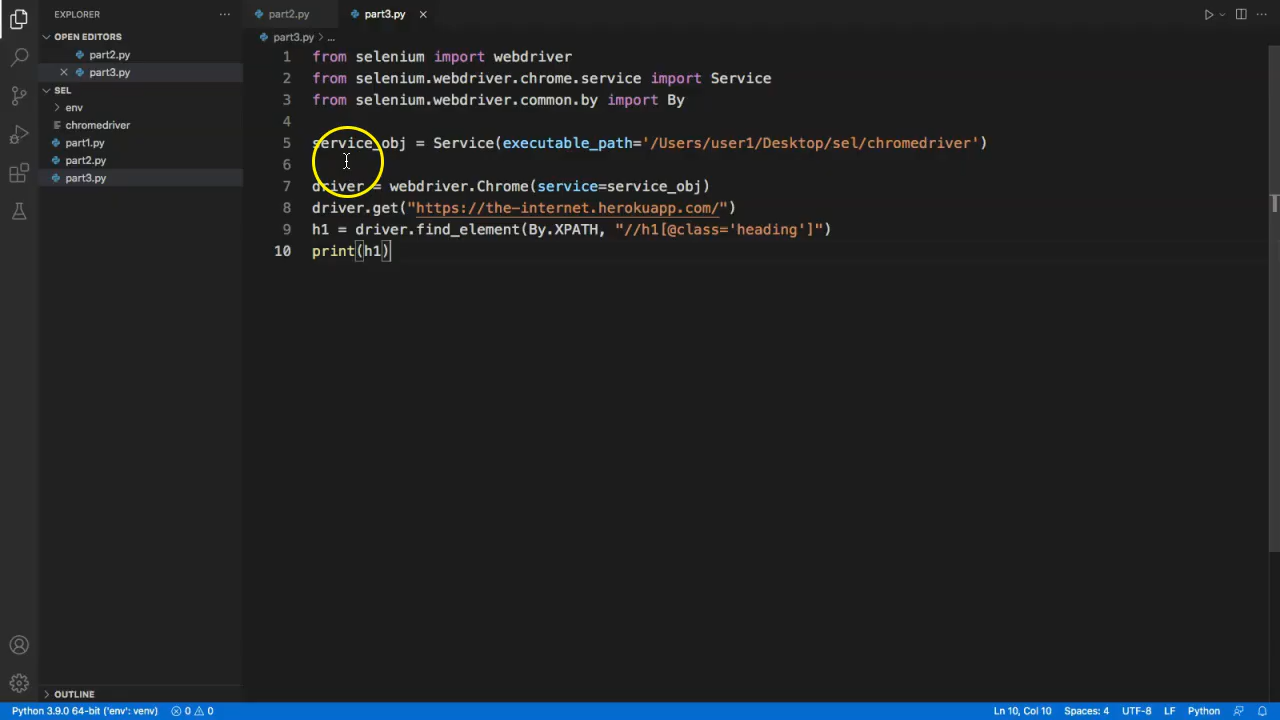 EXPLORER
···
part2.py
part3.py
···
OPEN EDITORS
part2.py
part3.py
SEL
env
chromedriver
part1.py
part2.py
part3.py
OUTLINE
part3.py > ...
1 from selenium import webdriver
2 from selenium.webdriver.chrome.service import Service
3 from selenium.webdriver.common.by import By
4
5 service_obj = Service(executable_path='/Users/user1/Desktop/sel/chromedriver')
6
7 driver = webdriver.Chrome(service=service_obj)
8 driver.get("https://the-internet.herokuapp.com/")
9 h1 = driver.find_element(By.XPATH, "//h1[@class='heading']")
10 print(h1)
Python 3.9.0 64-bit ('env': venv) 0 0 Ln 10, Col 10 Spaces: 4 UTF-8 LF Python